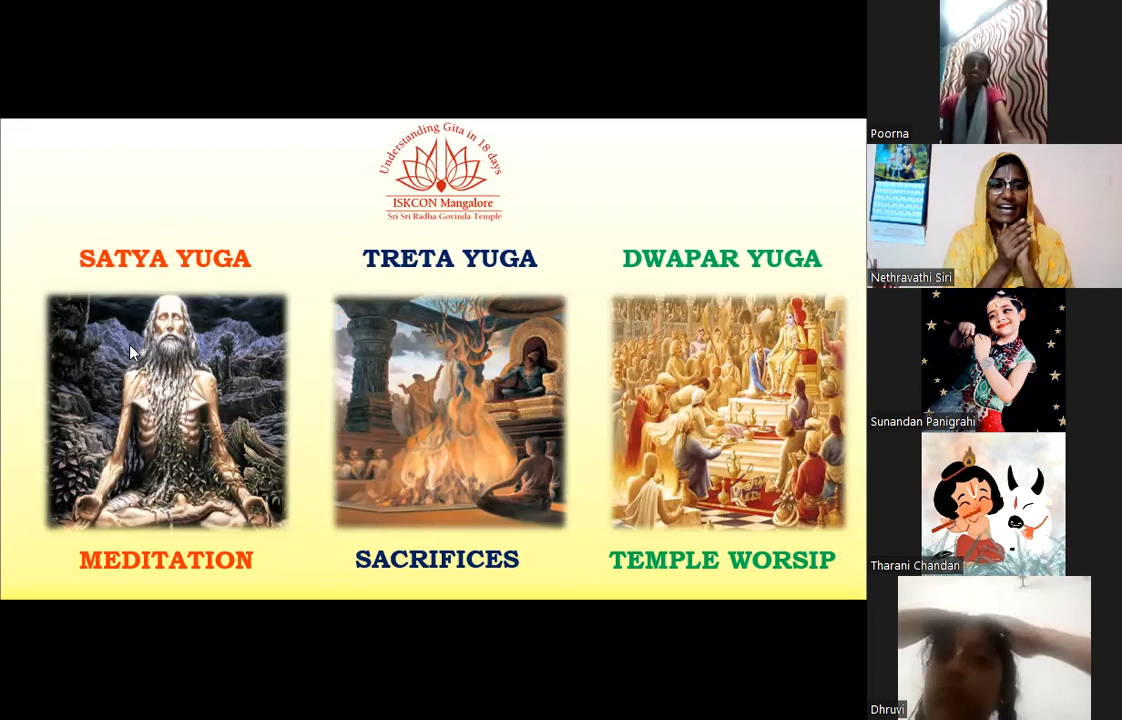 Understanding Gita in 18 days
ISKCON Mangalore
Sri Sri Radha Govinda Temple
SATYA YUGA
TRETA YUGA
DWAPAR YUGA
MEDITATION
SACRIFICES
TEMPLE WORSIP
Poorna
Nethravathi Siri
Sunandan Panigrahi
Tharani Chandan
Dhruvi